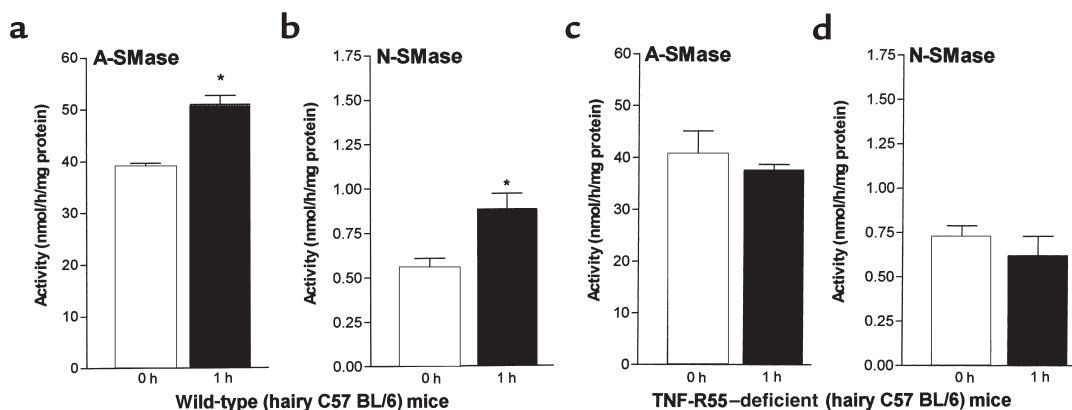 a
A-SMase
Activity (nmol/h/mg protein)
60
50
40
30
20
10
0
*
0 h
1 h
b
N-SMase
Activity (nmol/h/mg protein)
1.75
1.50
1.25
1.00
0.75
0.50
0.25
0.00
*
0 h
1 h
Wild-type (hairy C57 BL/6) mice
c
A-SMase
Activity (nmol/h/mg protein)
60
50
40
30
20
10
0
0 h
1 h
d
N-SMase
Activity (nmol/h/mg protein)
1.75
1.50
1.25
1.00
0.75
0.50
0.25
0.00
0 h
1 h
TNF-R55–deficient (hairy C57 BL/6) mice